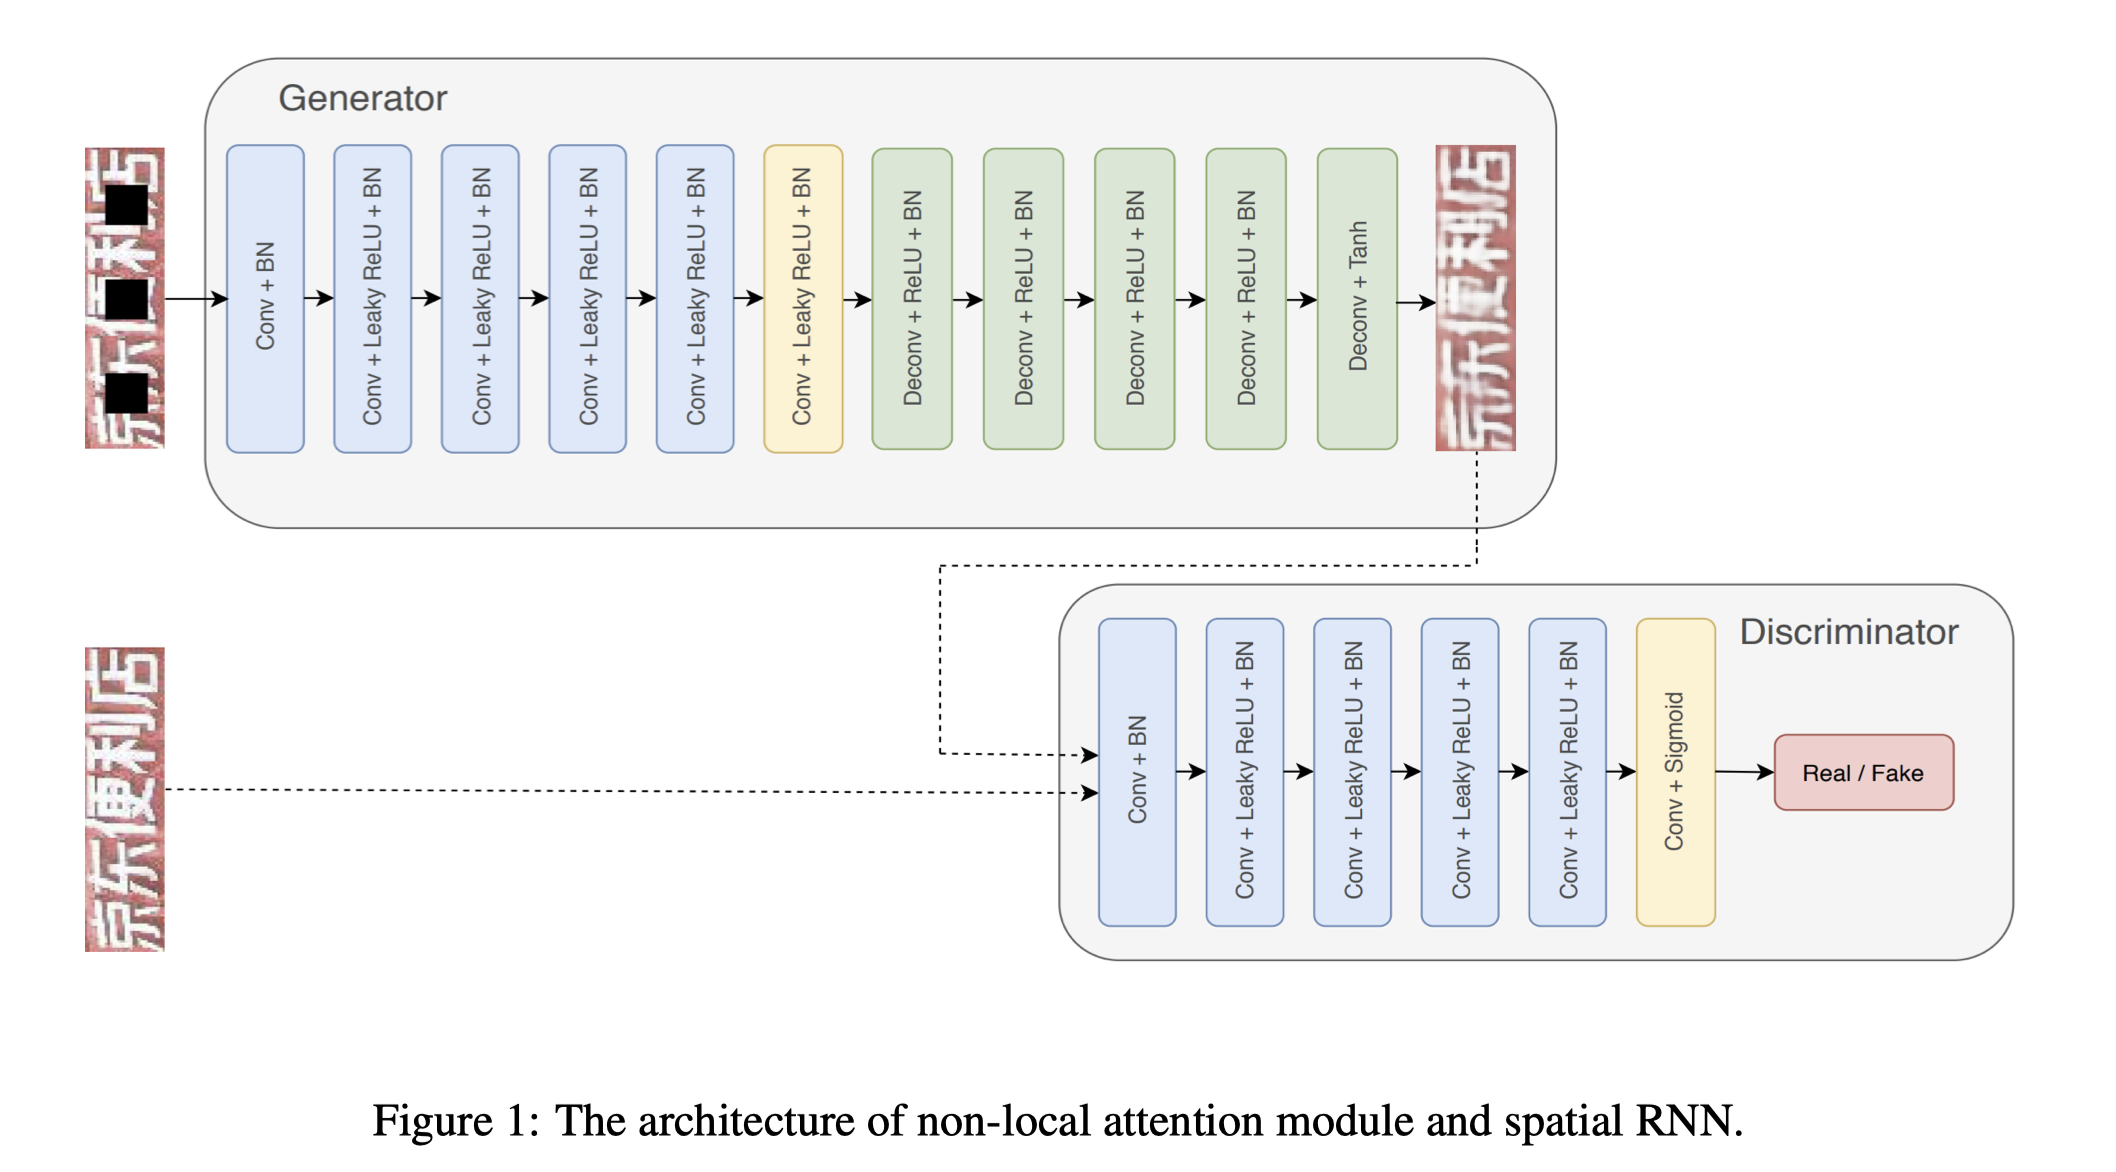 Generator
Conv + BN
Conv + Leaky ReLU + BN
Conv + Leaky ReLU + BN
Conv + Leaky ReLU + BN
Conv + Leaky ReLU + BN
Conv + Leaky ReLU + BN
Deconv + ReLU + BN
Deconv + ReLU + BN
Deconv + ReLU + BN
Deconv + ReLU + BN
Deconv + Tanh
京东便利店
京东便利店
Discriminator
Conv + BN
Conv + Leaky ReLU + BN
Conv + Leaky ReLU + BN
Conv + Leaky ReLU + BN
Conv + Leaky ReLU + BN
Conv + Sigmoid
Real / Fake
Figure 1: The architecture of non-local attention module and spatial RNN.